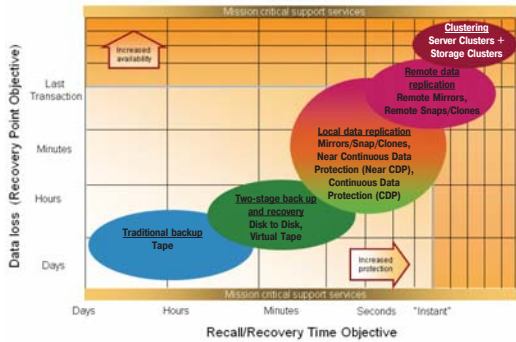 Mission critical support services
Increased
availability
Clustering
Server Clusters +
Storage Clusters
Remote data
replication
Remote Mirrors,
Remote Snaps/Clones
Local data replication
Mirrors/Snap/Clones,
Near Continuous Data
Protection (Near CDP),
Continuous Data
Protection (CDP)
Two-stage back up
and recovery
Disk to Disk,
Virtual Tape
Traditional backup
Tape
Increased
protection
Mission critical support services
Data loss (Recovery Point Objective)
Last
Transaction
Minutes
Hours
Days
Days
Hours
Minutes
Seconds
"Instant"
Recall/Recovery Time Objective